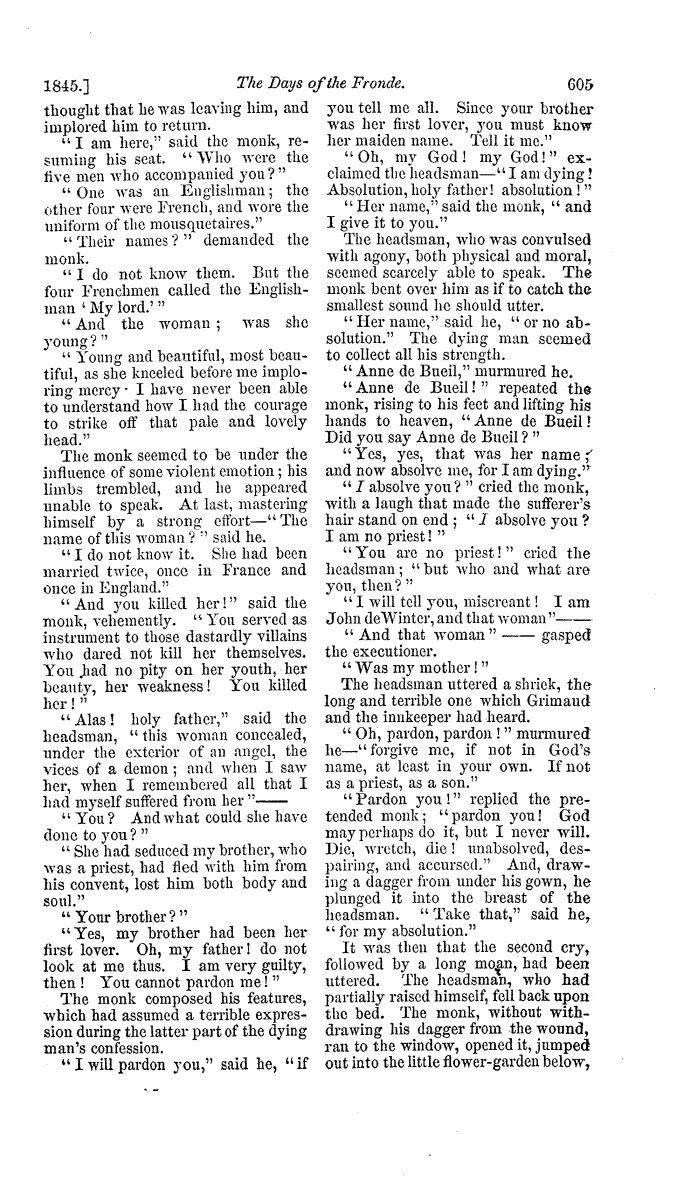 1845.] The Days of the Fronde. 605
thought that he was leaving him, and
implored him to return.
"I am here," said the monk, re-
suming his seat. "Who were the
five men who accompanied you?"
"One was an Englishman; the
other four were French, and wore the
uniform of the mousquetaires."
"Their names?" demanded the
monk.
"I do not know them. But the
four Frenchmen called the English-
man 'My lord.'"
"And the woman; was she
young?"
"Young and beautiful, most beau-
tiful, as she kneeled before me implo-
ring mercy· I have never been able
to understand how I had the courage
to strike off that pale and lovely
head."
The monk seemed to be under the
influence of some violent emotion; his
limbs trembled, and he appeared
unable to speak. At last, mastering
himself by a strong effort—"The
name of this woman?" said he.
"I do not know it. She had been
married twice, once in France and
once in England."
"And you killed her!" said the
monk, vehemently. "You served as
instrument to those dastardly villains
who dared not kill her themselves.
You had no pity on her youth, her
beauty, her weakness! You killed
her!"
"Alas! holy father," said the
headsman, "this woman concealed,
under the exterior of an angel, the
vices of a demon; and when I saw
her, when I remembered all that I
had myself suffered from her"——
"You? And what could she have
done to you?"
"She had seduced my brother, who
was a priest, had fled with him from
his convent, lost him both body and
soul."
"Your brother?"
"Yes, my brother had been her
first lover. Oh, my father! do not
look at me thus. I am very guilty,
then! You cannot pardon me!"
The monk composed his features,
which had assumed a terrible expres-
sion during the latter part of the dying
man's confession.
"I will pardon you," said he, "if
you tell me all. Since your brother
was her first lover, you must know
her maiden name. Tell it me."
"Oh, my God! my God!" ex-
claimed the headsman—"I am dying!
Absolution, holy father! absolution!"
"Her name," said the monk, "and
I give it to you."
The headsman, who was convulsed
with agony, both physical and moral,
seemed scarcely able to speak. The
monk bent over him as if to catch the
smallest sound he should utter.
"Her name," said he, "or no ab-
solution." The dying man seemed
to collect all his strength.
"Anne de Bueil," murmured he.
"Anne de Bueil!" repeated the
monk, rising to his feet and lifting his
hands to heaven, "Anne de Bueil!
Did you say Anne de Bueil?"
"Yes, yes, that was her name;
and now absolve me, for I am dying."
"I absolve you?" cried the monk,
with a laugh that made the sufferer's
hair stand on end; "I absolve you?
I am no priest!"
"You are no priest!" cried the
headsman; "but who and what are
you, then?"
"I will tell you, miscreant! I am
John de Winter, and that woman"——
"And that woman"—— gasped
the executioner.
"Was my mother!"
The headsman uttered a shriek, the
long and terrible one which Grimaud
and the innkeeper had heard.
"Oh, pardon, pardon!" murmured
he—"forgive me, if not in God's
name, at least in your own. If not
as a priest, as a son."
"Pardon you!" replied the pre-
tended monk; "pardon you! God
may perhaps do it, but I never will.
Die, wretch, die! unabsolved, des-
pairing, and accursed." And, draw-
ing a dagger from under his gown, he
plunged it into the breast of the
headsman. "Take that," said he,
"for my absolution."
It was then that the second cry,
followed by a long moan, had been
uttered. The headsman, who had
partially raised himself, fell back upon
the bed. The monk, without with-
drawing his dagger from the wound,
ran to the window, opened it, jumped
out into the little flower-garden below,